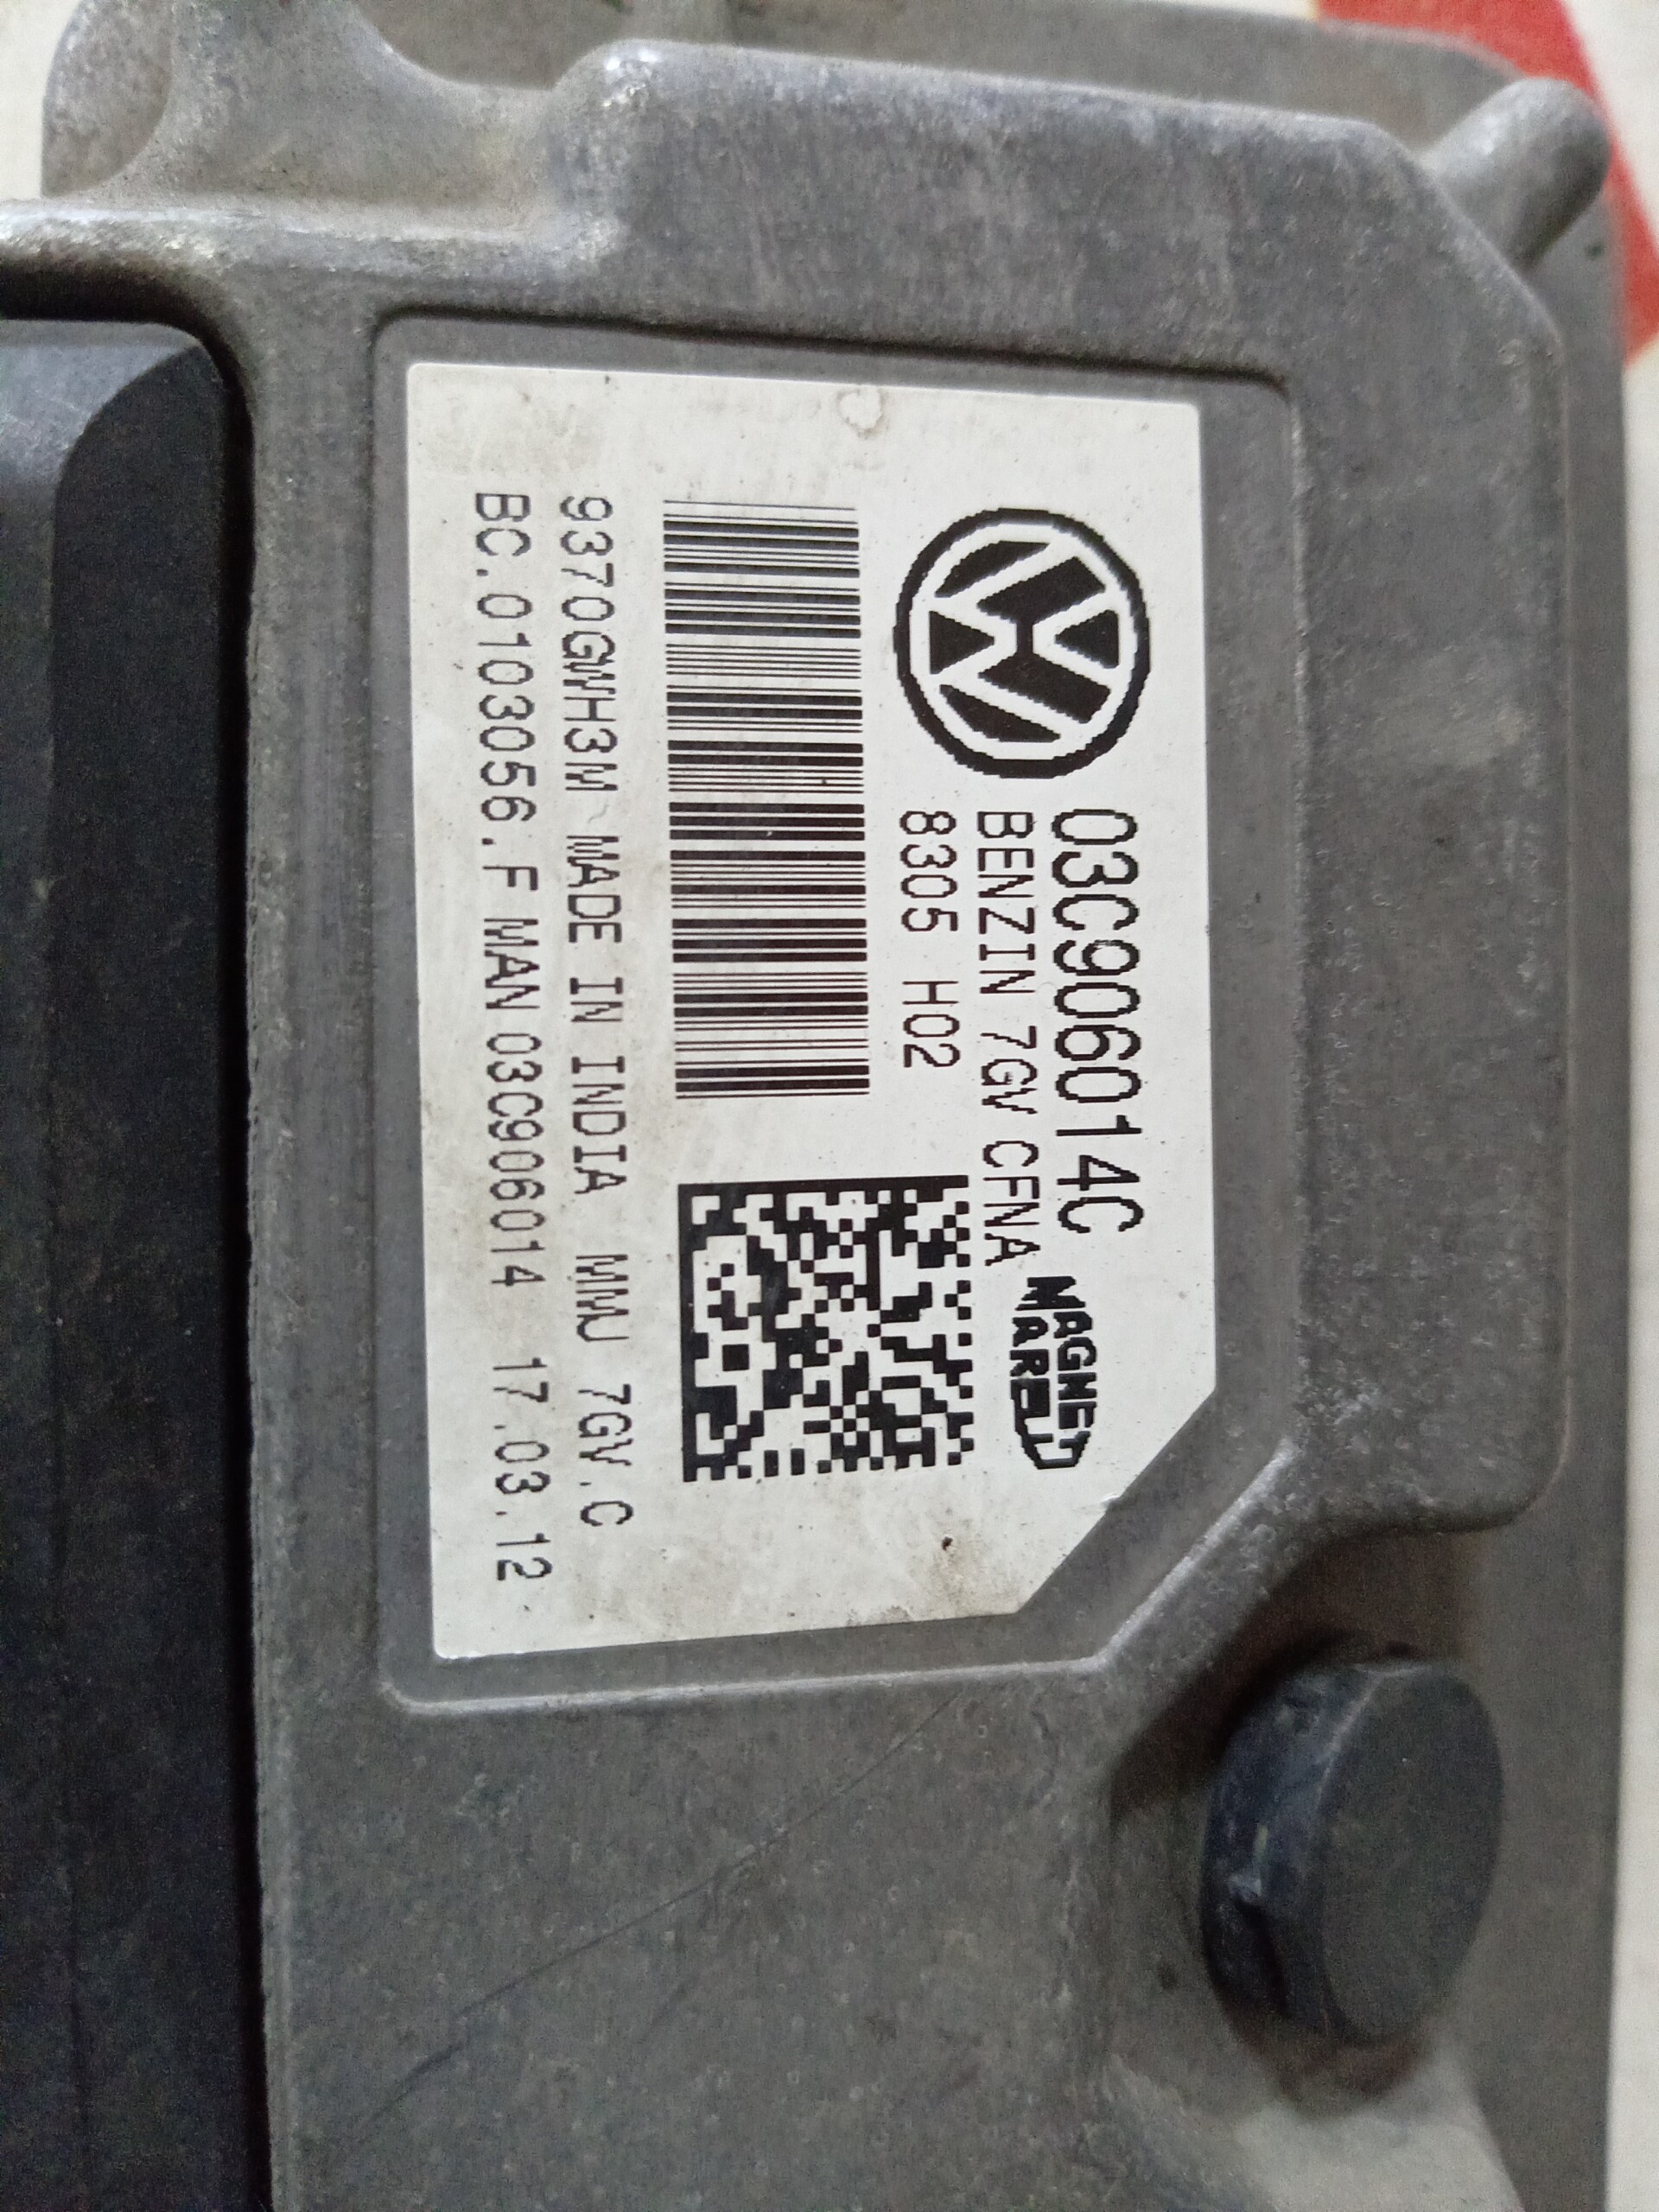 03C906014C
BENZIN 7GV CFNA
8305 H02
MAGNETI
MARELLI
9370GWH3M MADE IN INDIA MMJ 7GV.C
BC.0103056.F MAN 03C906014 17.03.12